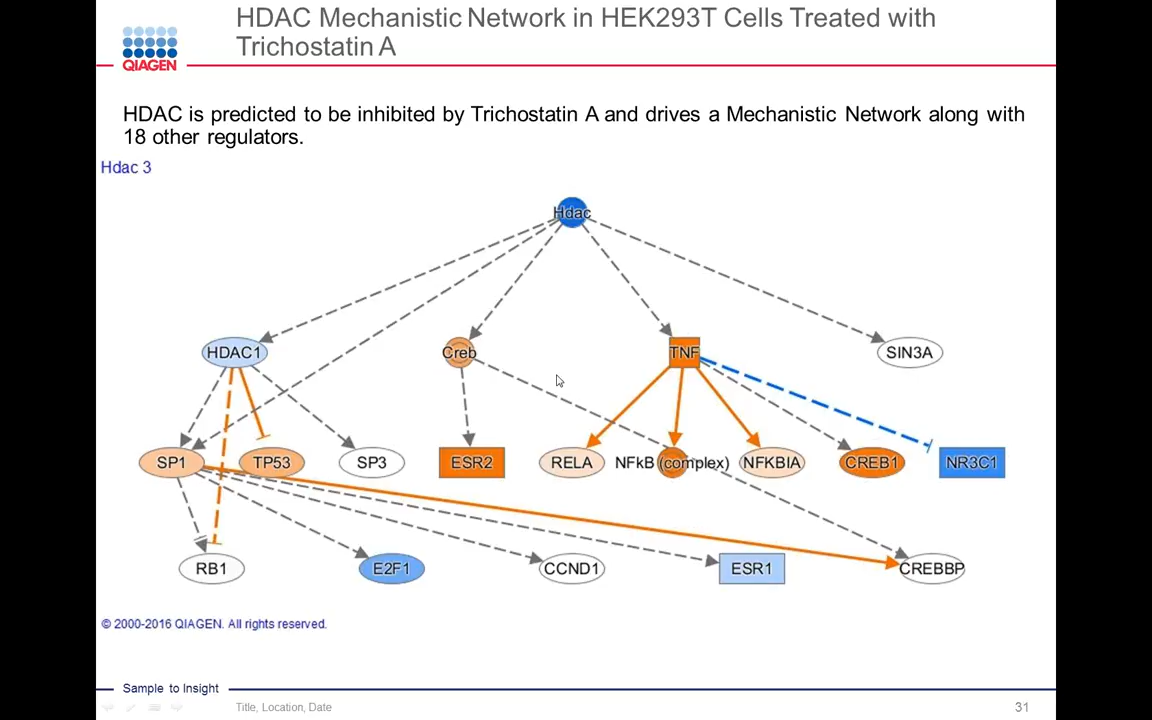 HDAC Mechanistic Network in HEK293T Cells Treated with
Trichostatin A
QIAGEN
HDAC is predicted to be inhibited by Trichostatin A and drives a Mechanistic Network along with
18 other regulators.
Hdac 3
Hdac
HDAC1
Creb
TNF
SIN3A
SP1
TP53
SP3
ESR2
RELA
NFkB (complex)
NFKBIA
CREB1
NR3C1
RB1
E2F1
CCND1
ESR1
CREBBP
© 2000-2016 QIAGEN. All rights reserved.
Sample to Insight
Title, Location, Date
31